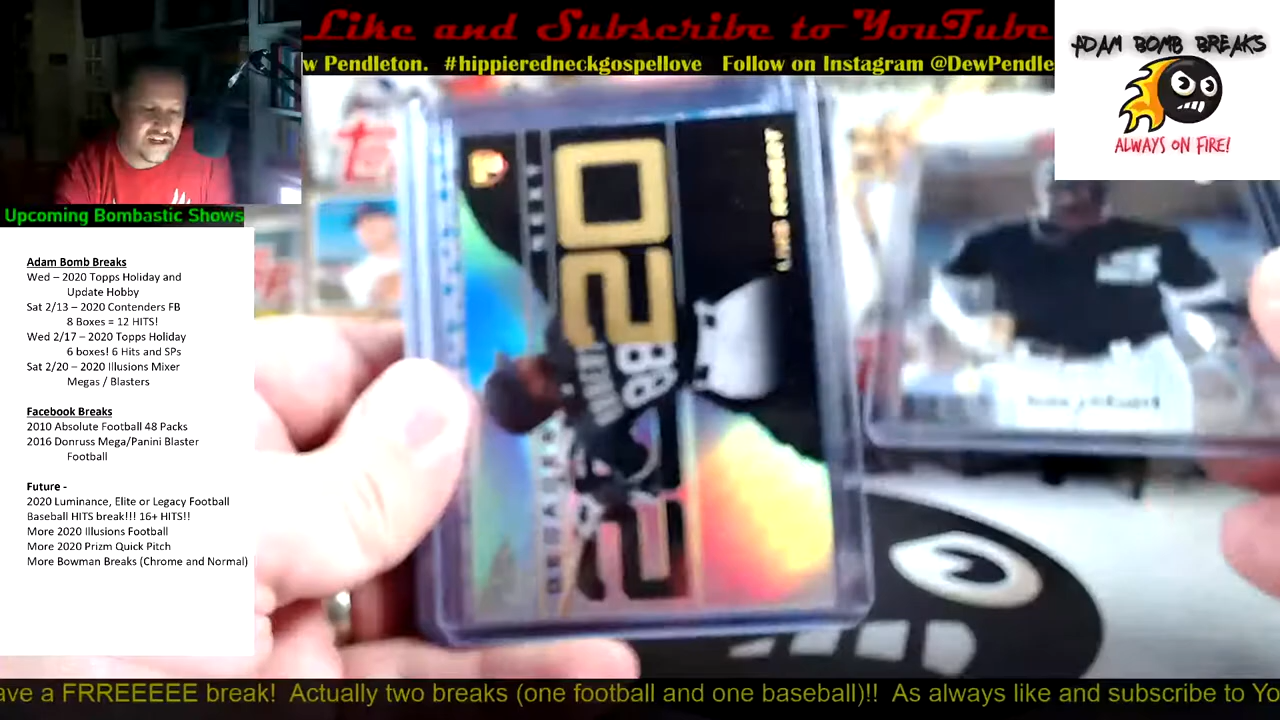 Like and Subscribe to YouTube
w Pendleton. #hippieredneckgospellove Follow on Instagram @DewPendle
ADAM BOMB BREAKS
ALWAYS ON FIRE!
Upcoming Bombastic Shows
Adam Bomb Breaks
Wed – 2020 Topps Holiday and
Update Hobby
Sat 2/13 – 2020 Contenders FB
8 Boxes = 12 HITS!
Wed 2/17 – 2020 Topps Holiday
6 boxes! 6 Hits and SPs
Sat 2/20 – 2020 Illusions Mixer
Megas / Blasters
Facebook Breaks
2010 Absolute Football 48 Packs
2016 Donruss Mega/Panini Blaster
Football
Future -
2020 Luminance, Elite or Legacy Football
Baseball HITS break!!! 16+ HITS!!
More 2020 Illusions Football
More 2020 Prizm Quick Pitch
More Bowman Breaks (Chrome and Normal)
88
ave a FRREEEEE break! Actually two breaks (one football and one baseball)!! As always like and subscribe to Yo